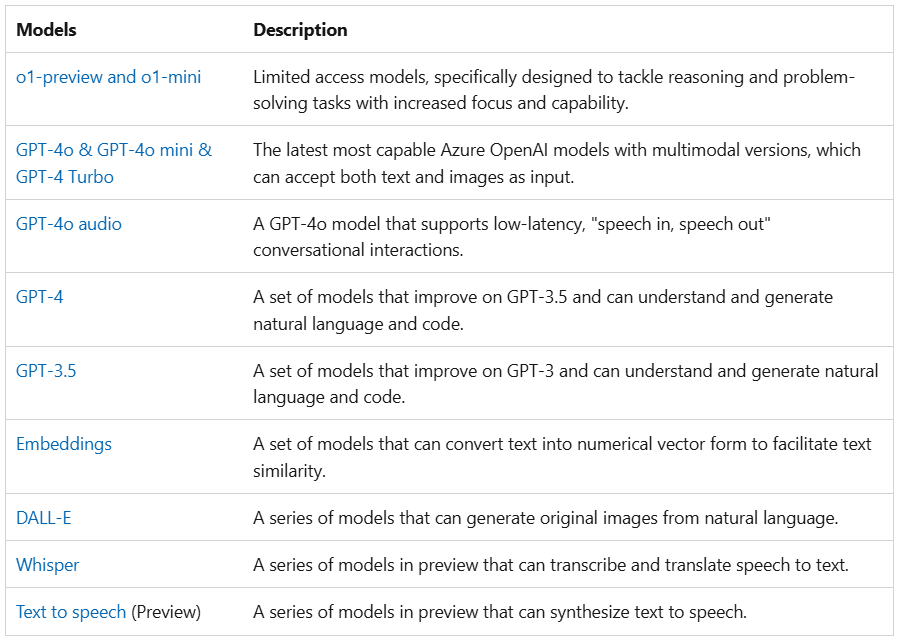 Models Description
o1-preview and o1-mini Limited access models, specifically designed to tackle reasoning and problem-
solving tasks with increased focus and capability.
GPT-4o & GPT-4o mini & The latest most capable Azure OpenAI models with multimodal versions, which
GPT-4 Turbo can accept both text and images as input.
GPT-4o audio A GPT-4o model that supports low-latency, "speech in, speech out"
conversational interactions.
GPT-4 A set of models that improve on GPT-3.5 and can understand and generate
natural language and code.
GPT-3.5 A set of models that improve on GPT-3 and can understand and generate natural
language and code.
Embeddings A set of models that can convert text into numerical vector form to facilitate text
similarity.
DALL-E A series of models that can generate original images from natural language.
Whisper A series of models in preview that can transcribe and translate speech to text.
Text to speech (Preview) A series of models in preview that can synthesize text to speech.